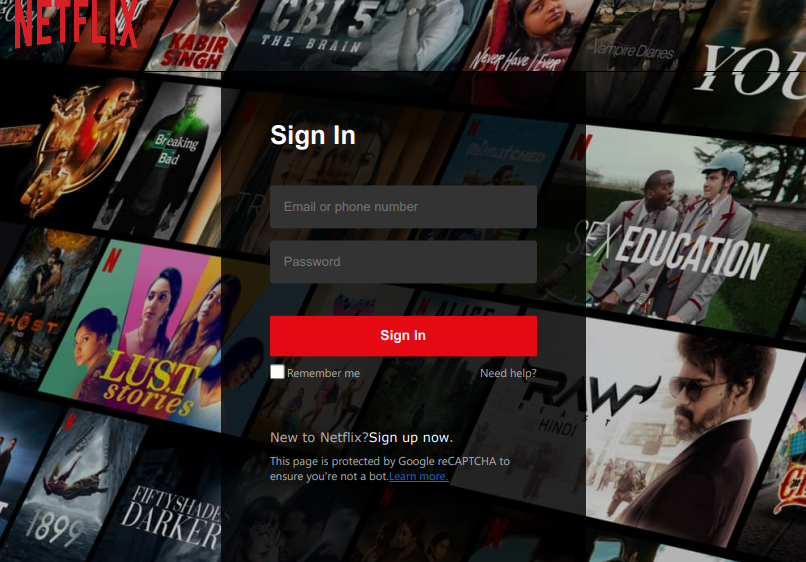 NETFLIX
KABIR
SINGH
CBI 5
THE BRAIN
Never Have I Ever
Vampire Diaries
YOU
Breaking
Bad
Sign In
Email or phone number
SEX EDUCATION
Password
N
LUST
stories
Sign In
Remember me
Need help?
RAW
BEAST
HINDI
New to Netflix?Sign up now.
This page is protected by Google reCAPTCHA to
ensure you're not a bot.Learn more.
1899
FIFTY SHADES
DARKER